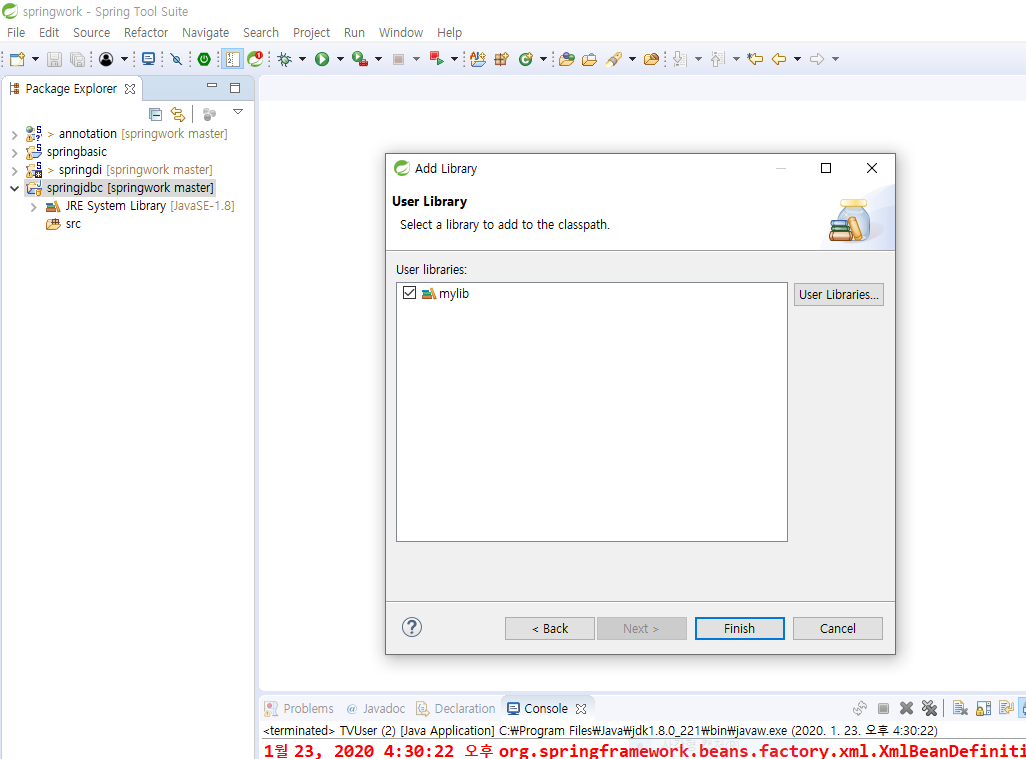 springwork - Spring Tool Suite
File Edit Source Refactor Navigate Search Project Run Window Help
Package Explorer
> annotation [springwork master]
springbasic
> springdi [springwork master]
springjdbc [springwork master]
JRE System Library [JavaSE-1.8]
src
Add Library
User Library
Select a library to add to the classpath.
User libraries:
mylib
User Libraries...
< Back Next > Finish Cancel
Problems @ Javadoc Declaration Console
<terminated> TVUser (2) [Java Application] C:₩Program Files₩Java₩jdk1.8.0_221₩bin₩javaw.exe (2020. 1. 23. 오후 4:30:22)
1월 23, 2020 4:30:22 오후 org.springframework.beans.factory.xml.XmlBeanDefiniti